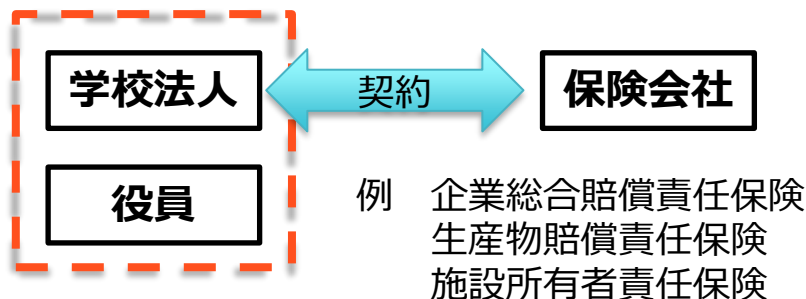 学校法人
契約
保険会社
役員
例 企業総合賠償責任保険
生産物賠償責任保険
施設所有者責任保険